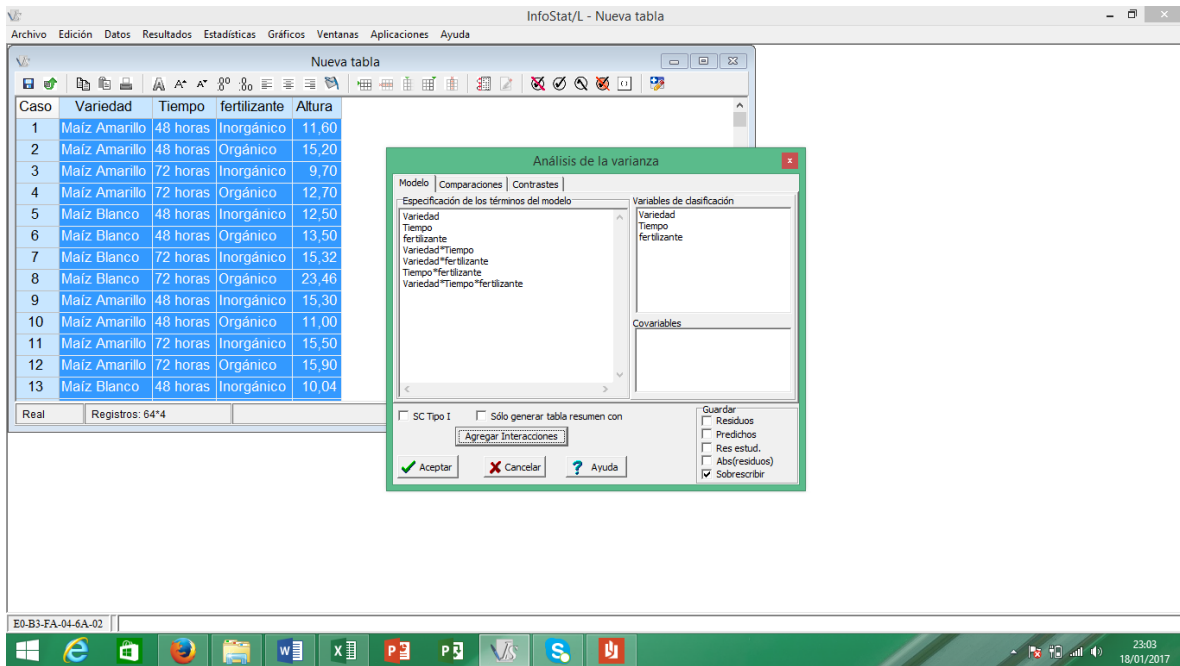 InfoStat/L - Nueva tabla
Archivo Edición Datos Resultados Estadísticas Gráficos Ventanas Aplicaciones Ayuda
Nueva tabla
Caso Variedad Tiempo fertilizante Altura
1 Maíz Amarillo 48 horas Inorgánico 11,60
2 Maíz Amarillo 48 horas Orgánico 15,20
3 Maíz Amarillo 72 horas Inorgánico 9,70
4 Maíz Amarillo 72 horas Orgánico 12,70
5 Maíz Blanco 48 horas Inorgánico 12,50
6 Maíz Blanco 48 horas Orgánico 13,50
7 Maíz Blanco 72 horas Inorgánico 15,32
8 Maíz Blanco 72 horas Orgánico 23,46
9 Maíz Amarillo 48 horas Inorgánico 15,30
10 Maíz Amarillo 48 horas Orgánico 11,00
11 Maíz Amarillo 72 horas Inorgánico 15,50
12 Maíz Amarillo 72 horas Orgánico 15,90
13 Maíz Blanco 48 horas Inorgánico 10,04
Real Registros: 64*4
Análisis de la varianza
Modelo Comparaciones Contrastes
Especificación de los términos del modelo
Variedad
Tiempo
fertilizante
Variedad*Tiempo
Variedad*fertilizante
Tiempo*fertilizante
Variedad*Tiempo*fertilizante
Variables de clasificación
Variedad
Tiempo
fertilizante
Covariables
SC Tipo I Sólo generar tabla resumen con
Agregar Interacciones
Aceptar Cancelar Ayuda
Guardar
Residuos
Predichos
Res estud.
Abs(residuos)
Sobrescribir
E0-B3-FA-04-6A-02
23:03
18/01/2017